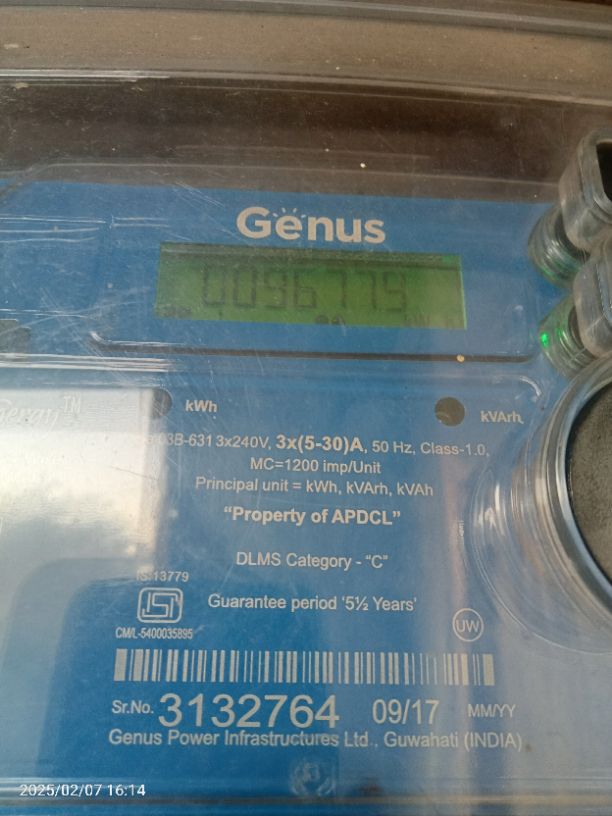 Genus
0096779
kWh
kVArh
03B-631 3x240V, 3x(5-30)A, 50 Hz, Class-1.0,
MC=1200 imp/Unit
Principal unit = kWh, kVArh, kVAh
“Property of APDCL”
DLMS Category - “C”
IS:13779
Guarantee period ‘5½ Years’
CM/L-5400035895
UW
Sr.No. 3132764 09/17 MM/YY
Genus Power Infrastructures Ltd., Guwahati (INDIA)
2025/02/07 16:14